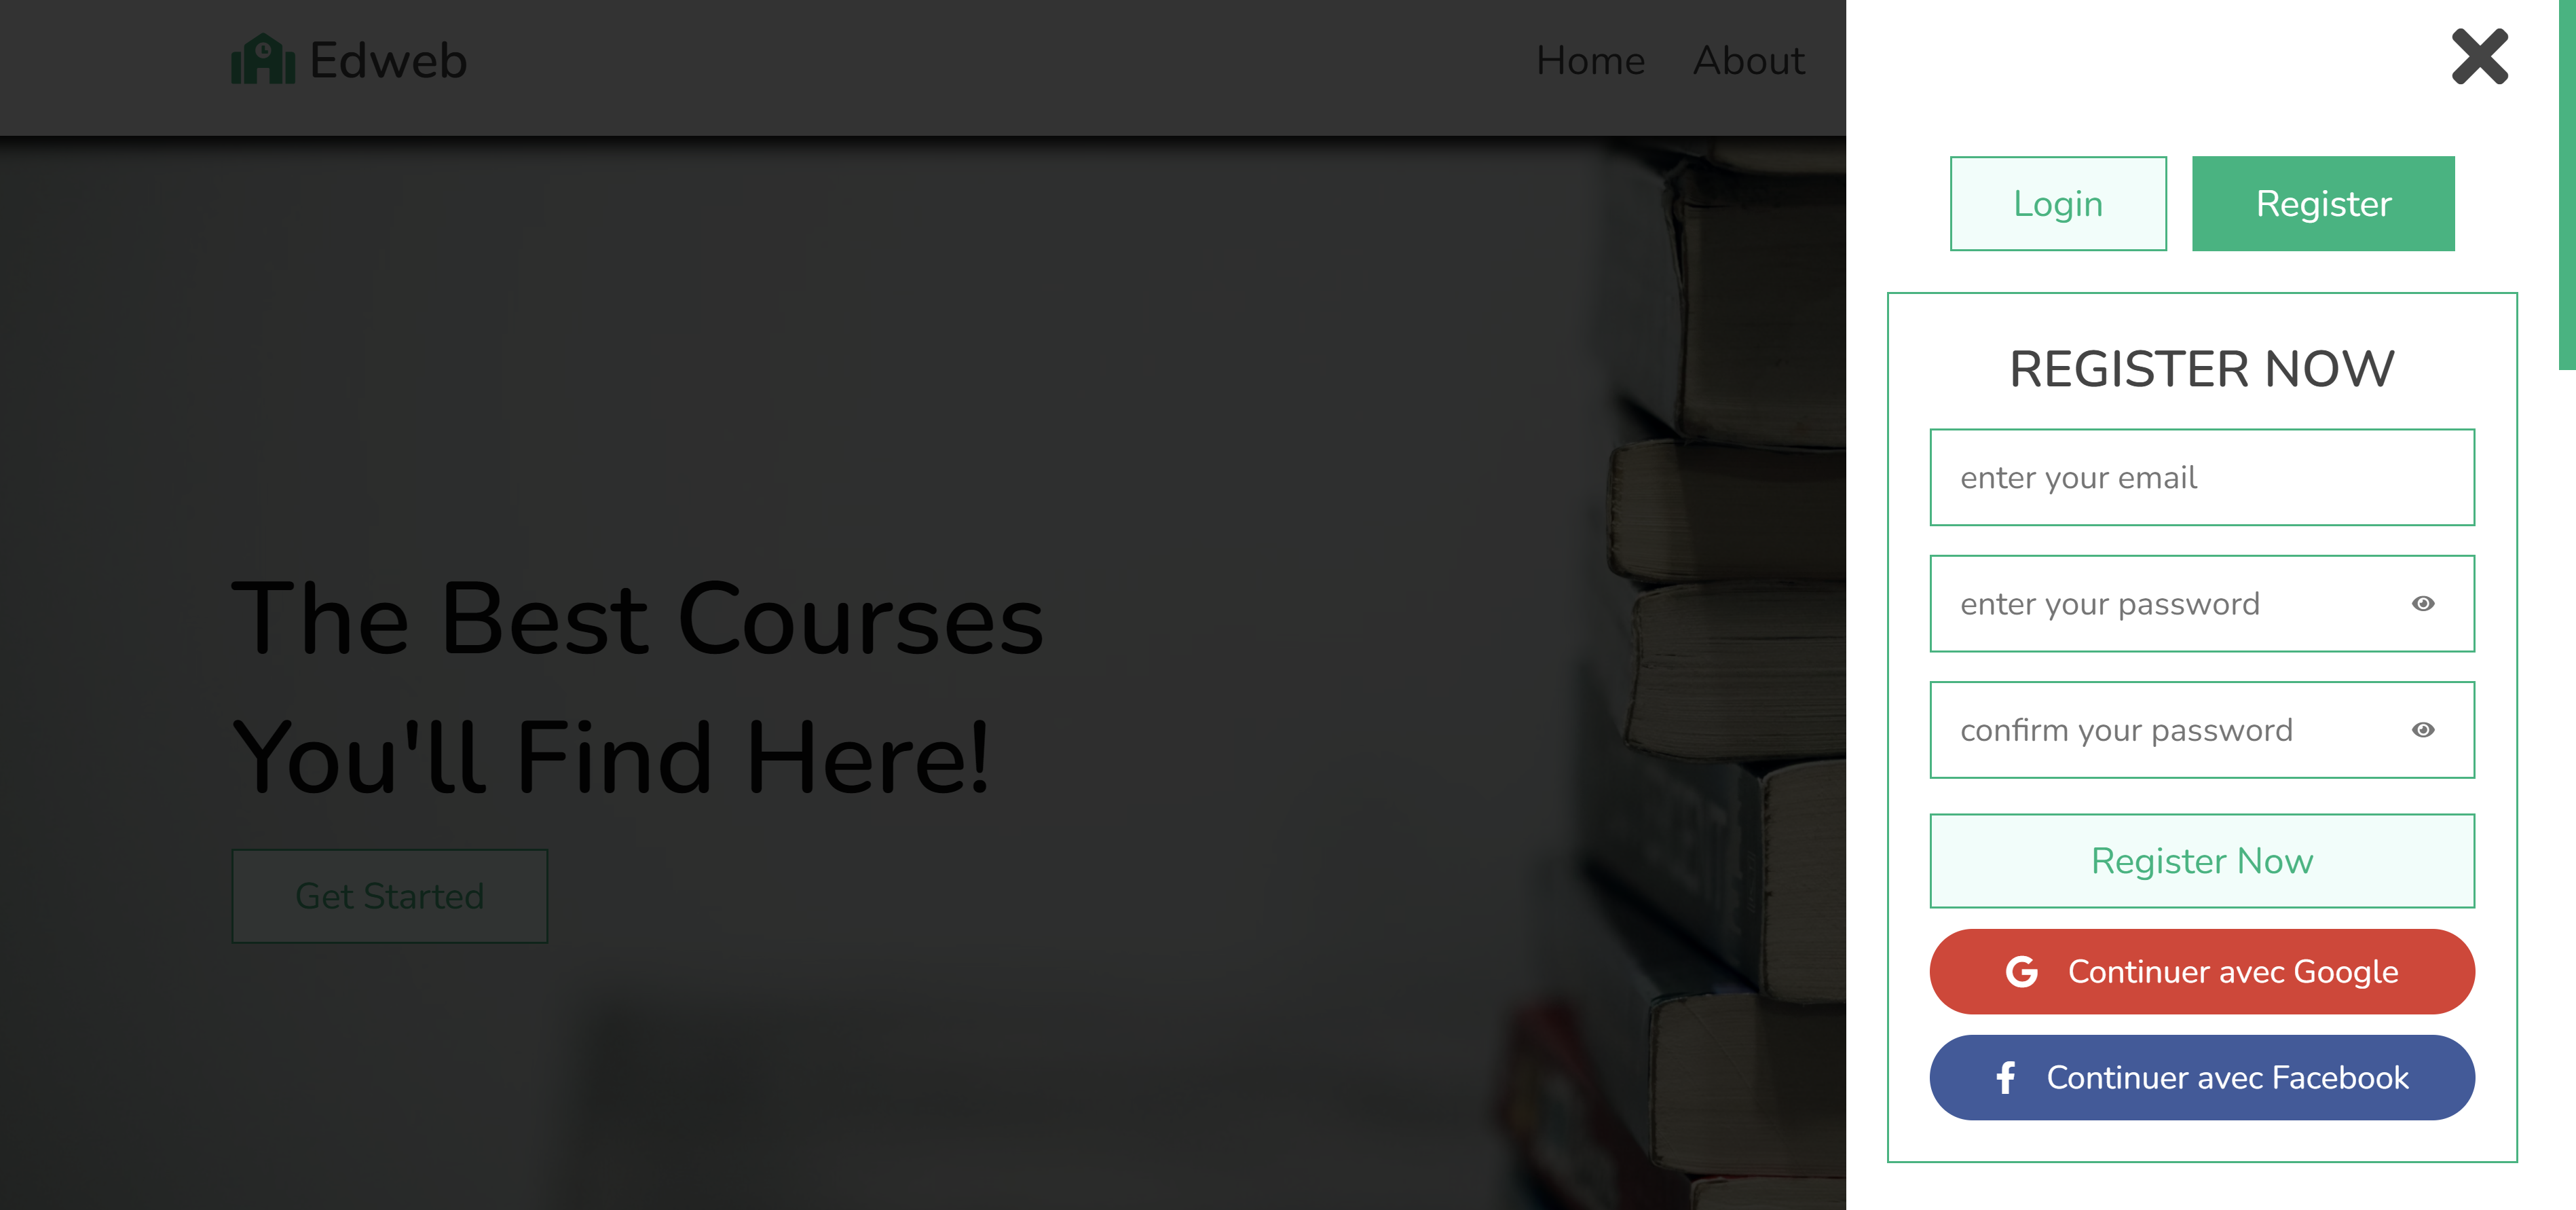 Edweb
Home About
The Best Courses
You'll Find Here!
Get Started
Login
Register
REGISTER NOW
enter your email
enter your password
confirm your password
Register Now
Continuer avec Google
Continuer avec Facebook